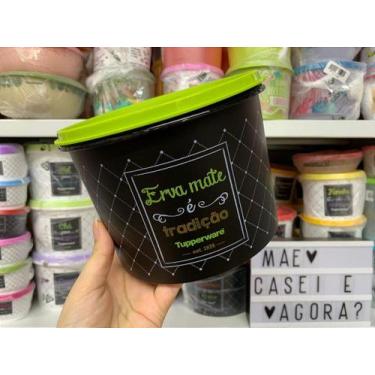 Erva mate
é
tradição
Tupperware®
MAE♥
CASEI E
♥AGORA?